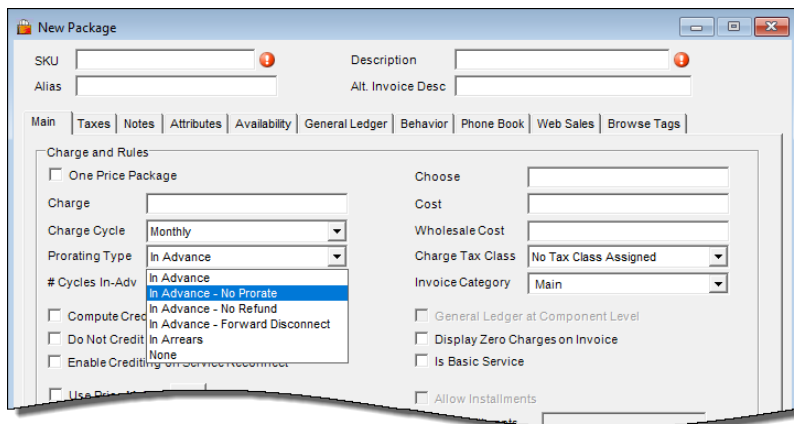 New Package
SKU
Description
Alias
Alt. Invoice Desc
Main Taxes Notes Attributes Availability General Ledger Behavior Phone Book Web Sales Browse Tags
Charge and Rules
One Price Package
Choose
Charge
Cost
Charge Cycle Monthly
Wholesale Cost
Prorating Type In Advance
Charge Tax Class No Tax Class Assigned
# Cycles In-Adv
In Advance
In Advance - No Prorate
In Advance - No Refund
In Advance - Forward Disconnect
In Arrears
None
Invoice Category Main
Compute Cred
General Ledger at Component Level
Do Not Credit
Display Zero Charges on Invoice
Enable Crediting on Service Reconnect
Is Basic Service
Allow Installments